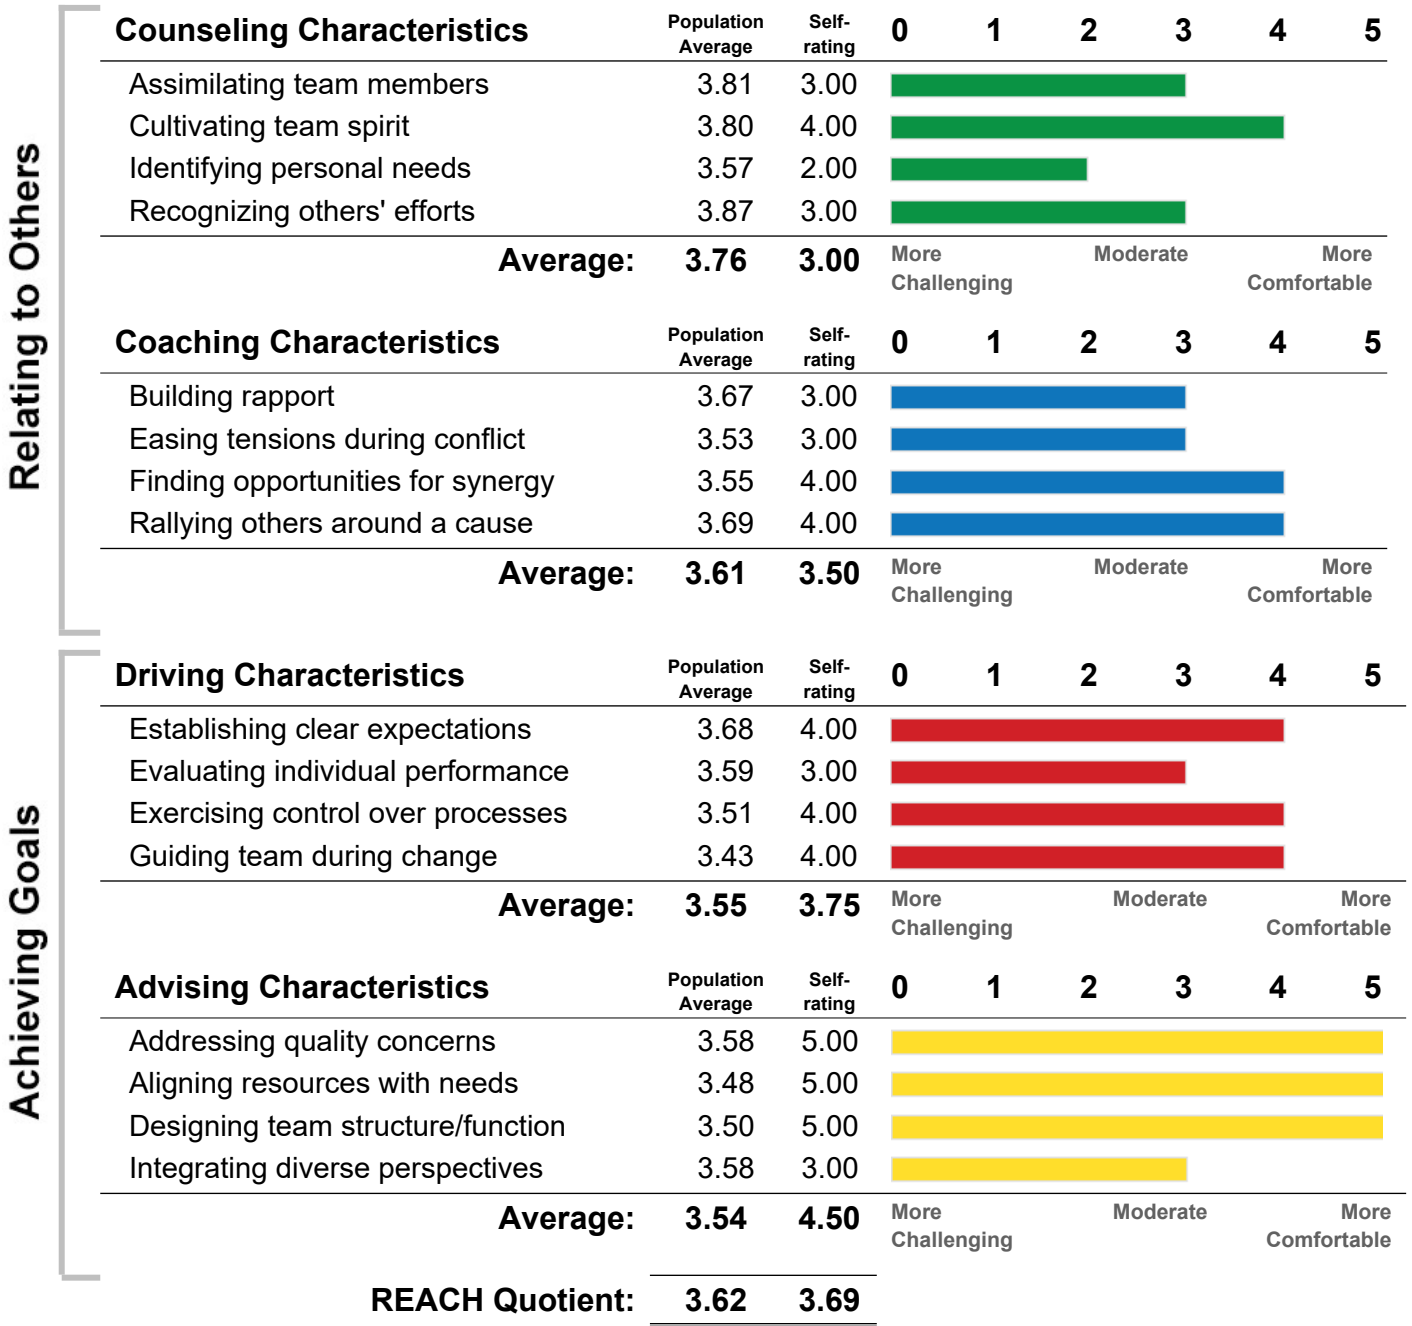 Relating to Others
Counseling Characteristics Population Average Self-rating 0 1 2 3 4 5
Assimilating team members 3.81 3.00
Cultivating team spirit 3.80 4.00
Identifying personal needs 3.57 2.00
Recognizing others' efforts 3.87 3.00
Average: 3.76 3.00 More Challenging Moderate More Comfortable
Coaching Characteristics Population Average Self-rating 0 1 2 3 4 5
Building rapport 3.67 3.00
Easing tensions during conflict 3.53 3.00
Finding opportunities for synergy 3.55 4.00
Rallying others around a cause 3.69 4.00
Average: 3.61 3.50 More Challenging Moderate More Comfortable
Achieving Goals
Driving Characteristics Population Average Self-rating 0 1 2 3 4 5
Establishing clear expectations 3.68 4.00
Evaluating individual performance 3.59 3.00
Exercising control over processes 3.51 4.00
Guiding team during change 3.43 4.00
Average: 3.55 3.75 More Challenging Moderate More Comfortable
Advising Characteristics Population Average Self-rating 0 1 2 3 4 5
Addressing quality concerns 3.58 5.00
Aligning resources with needs 3.48 5.00
Designing team structure/function 3.50 5.00
Integrating diverse perspectives 3.58 3.00
Average: 3.54 4.50 More Challenging Moderate More Comfortable
REACH Quotient: 3.62 3.69